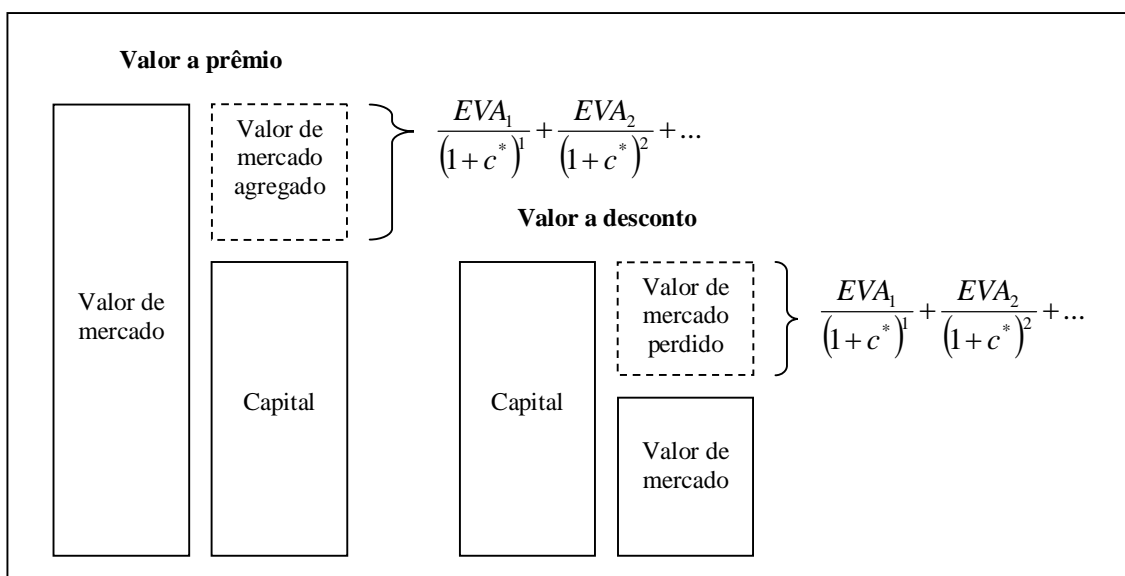 Valor a prêmio
Valor de
mercado
Valor de
mercado
agregado
Capital
EVA₁/(1+c*)¹ + EVA₂/(1+c*)² + ...
Valor a desconto
Capital
Valor de
mercado
perdido
Valor de
mercado
EVA₁/(1+c*)¹ + EVA₂/(1+c*)² + ...